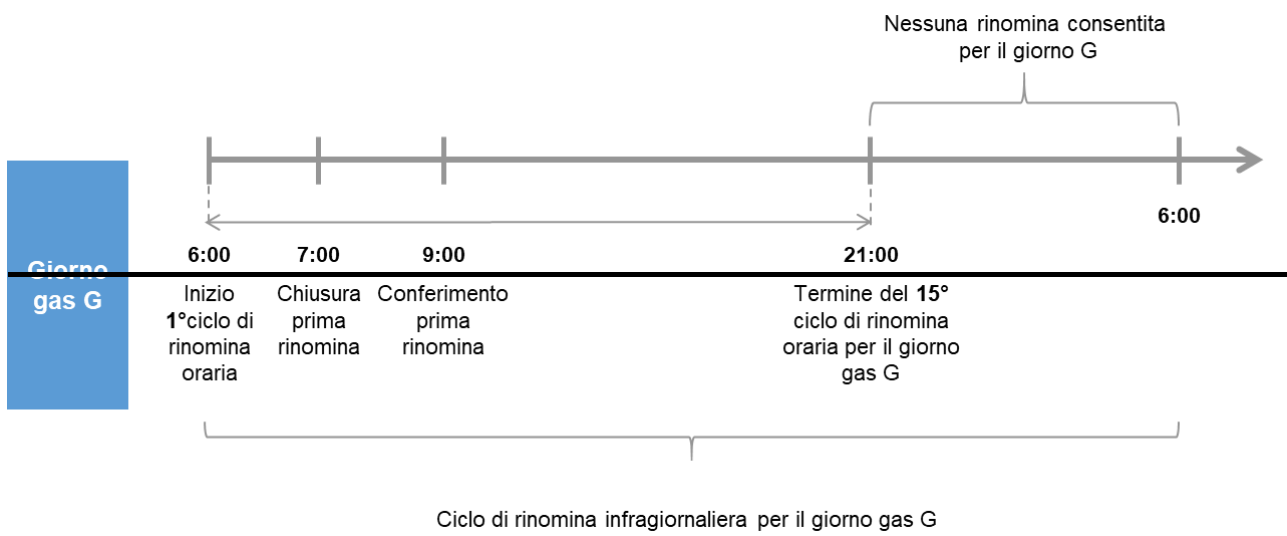 Nessuna rinomina consentita
per il giorno G
6:00
6:00
7:00
9:00
21:00
Giorno
gas G
Inizio
1°ciclo di
rinomina
oraria
Chiusura
prima
rinomina
Conferimento
prima
rinomina
Termine del 15°
ciclo di rinomina
oraria per il giorno
gas G
Ciclo di rinomina infragiornaliera per il giorno gas G